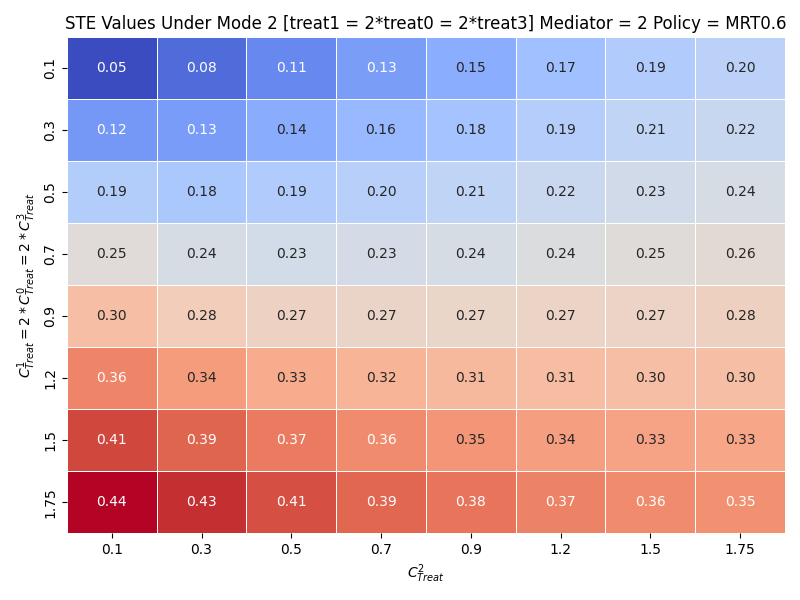 STE Values Under Mode 2 [treat1 = 2*treat0 = 2*treat3] Mediator = 2 Policy = MRT0.6
C¹_Treat = 2 * C⁰_Treat = 2 * C³_Treat
0.1 0.05 0.08 0.11 0.13 0.15 0.17 0.19 0.20
0.3 0.12 0.13 0.14 0.16 0.18 0.19 0.21 0.22
0.5 0.19 0.18 0.19 0.20 0.21 0.22 0.23 0.24
0.7 0.25 0.24 0.23 0.23 0.24 0.24 0.25 0.26
0.9 0.30 0.28 0.27 0.27 0.27 0.27 0.27 0.28
1.2 0.36 0.34 0.33 0.32 0.31 0.31 0.30 0.30
1.5 0.41 0.39 0.37 0.36 0.35 0.34 0.33 0.33
1.75 0.44 0.43 0.41 0.39 0.38 0.37 0.36 0.35
0.1 0.3 0.5 0.7 0.9 1.2 1.5 1.75
C²_Treat